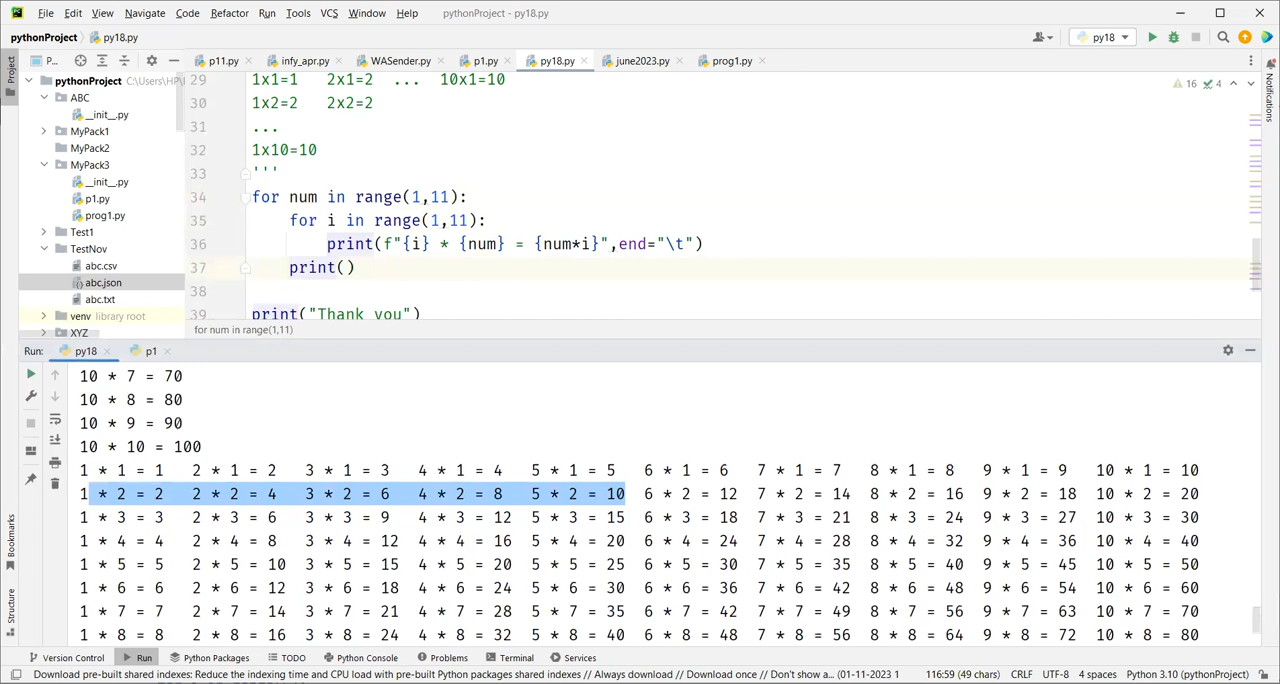 File Edit View Navigate Code Refactor Run Tools VCS Window Help pythonProject - py18.py
pythonProject py18.py py18
Project P... p11.py infy_apr.py WASender.py p1.py py18.py june2023.py prog1.py
pythonProject C:\Users\HP\
ABC
__init__.py
MyPack1
MyPack2
MyPack3
__init__.py
p1.py
prog1.py
Test1
TestNov
abc.csv
abc.json
abc.txt
venv library root
XYZ
16 4
Notifications
29 1x1=1 2x1=2 ... 10x1=10
30 1x2=2 2x2=2
31 ...
32 1x10=10
33 '''
34 for num in range(1,11):
35 for i in range(1,11):
36 print(f"{i} * {num} = {num*i}",end="\t")
37 print()
38
39 print("Thank you")
for num in range(1,11)
Run: py18 p1
10 * 7 = 70
10 * 8 = 80
10 * 9 = 90
10 * 10 = 100
1 * 1 = 1 2 * 1 = 2 3 * 1 = 3 4 * 1 = 4 5 * 1 = 5 6 * 1 = 6 7 * 1 = 7 8 * 1 = 8 9 * 1 = 9 10 * 1 = 10
1 * 2 = 2 2 * 2 = 4 3 * 2 = 6 4 * 2 = 8 5 * 2 = 10 6 * 2 = 12 7 * 2 = 14 8 * 2 = 16 9 * 2 = 18 10 * 2 = 20
1 * 3 = 3 2 * 3 = 6 3 * 3 = 9 4 * 3 = 12 5 * 3 = 15 6 * 3 = 18 7 * 3 = 21 8 * 3 = 24 9 * 3 = 27 10 * 3 = 30
1 * 4 = 4 2 * 4 = 8 3 * 4 = 12 4 * 4 = 16 5 * 4 = 20 6 * 4 = 24 7 * 4 = 28 8 * 4 = 32 9 * 4 = 36 10 * 4 = 40
1 * 5 = 5 2 * 5 = 10 3 * 5 = 15 4 * 5 = 20 5 * 5 = 25 6 * 5 = 30 7 * 5 = 35 8 * 5 = 40 9 * 5 = 45 10 * 5 = 50
1 * 6 = 6 2 * 6 = 12 3 * 6 = 18 4 * 6 = 24 5 * 6 = 30 6 * 6 = 36 7 * 6 = 42 8 * 6 = 48 9 * 6 = 54 10 * 6 = 60
1 * 7 = 7 2 * 7 = 14 3 * 7 = 21 4 * 7 = 28 5 * 7 = 35 6 * 7 = 42 7 * 7 = 49 8 * 7 = 56 9 * 7 = 63 10 * 7 = 70
1 * 8 = 8 2 * 8 = 16 3 * 8 = 24 4 * 8 = 32 5 * 8 = 40 6 * 8 = 48 7 * 8 = 56 8 * 8 = 64 9 * 8 = 72 10 * 8 = 80
Bookmarks
Structure
Version Control Run Python Packages TODO Python Console Problems Terminal Services
Download pre-built shared indexes: Reduce the indexing time and CPU load with pre-built Python packages shared indexes // Always download // Download once // Don't show a... (01-11-2023 1 116:59 (49 chars) CRLF UTF-8 4 spaces Python 3.10 (pythonProject)